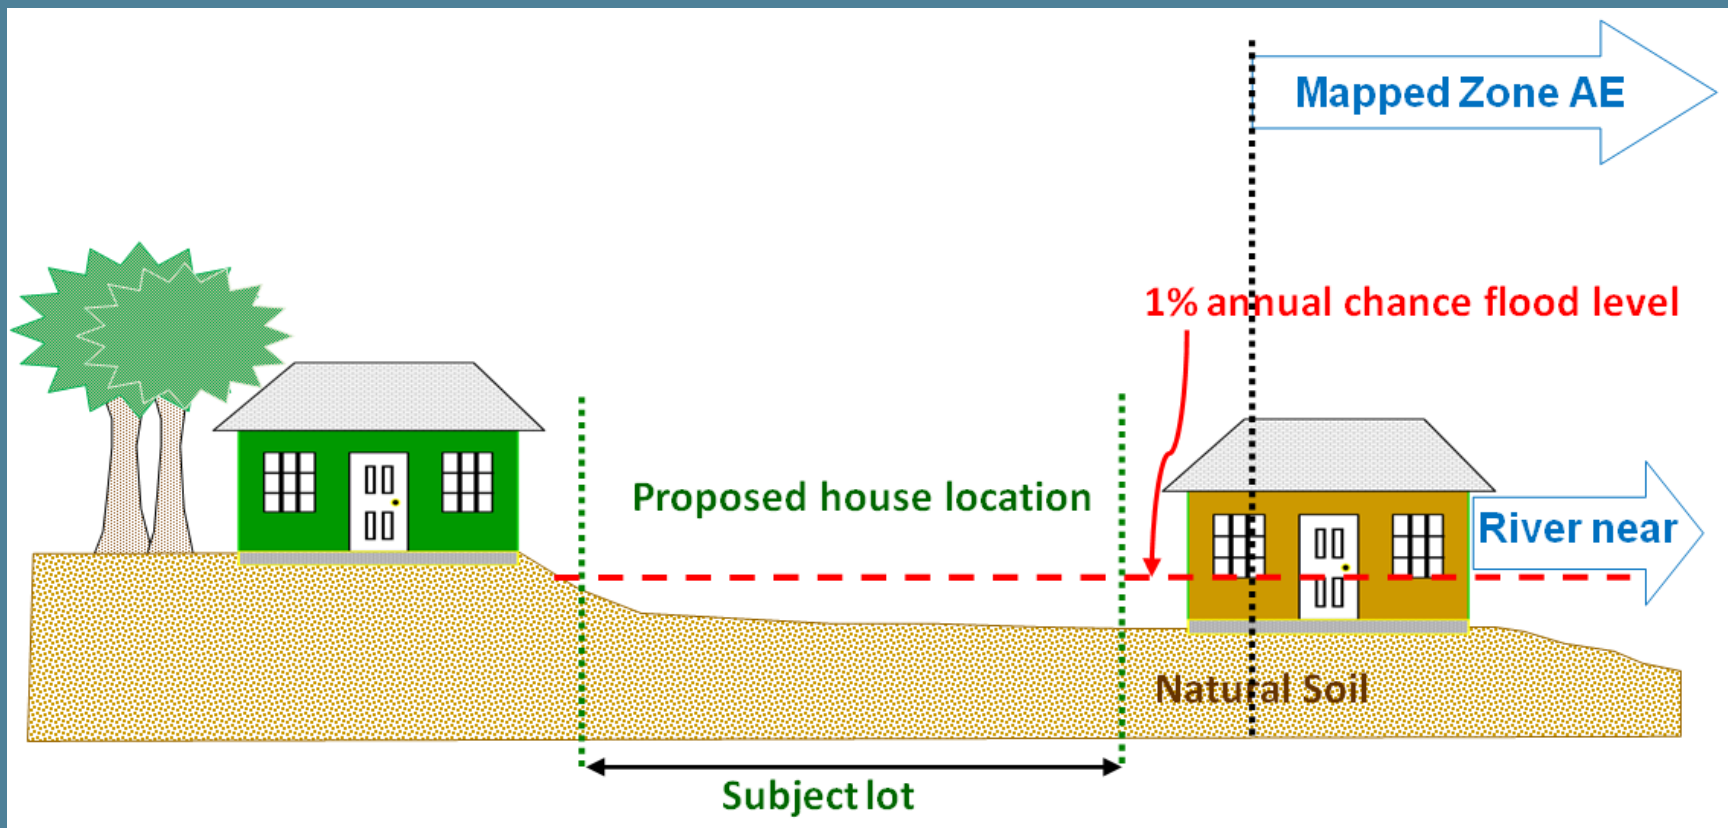 Mapped Zone AE
1% annual chance flood level
Proposed house location
River near
Natural Soil
Subject lot